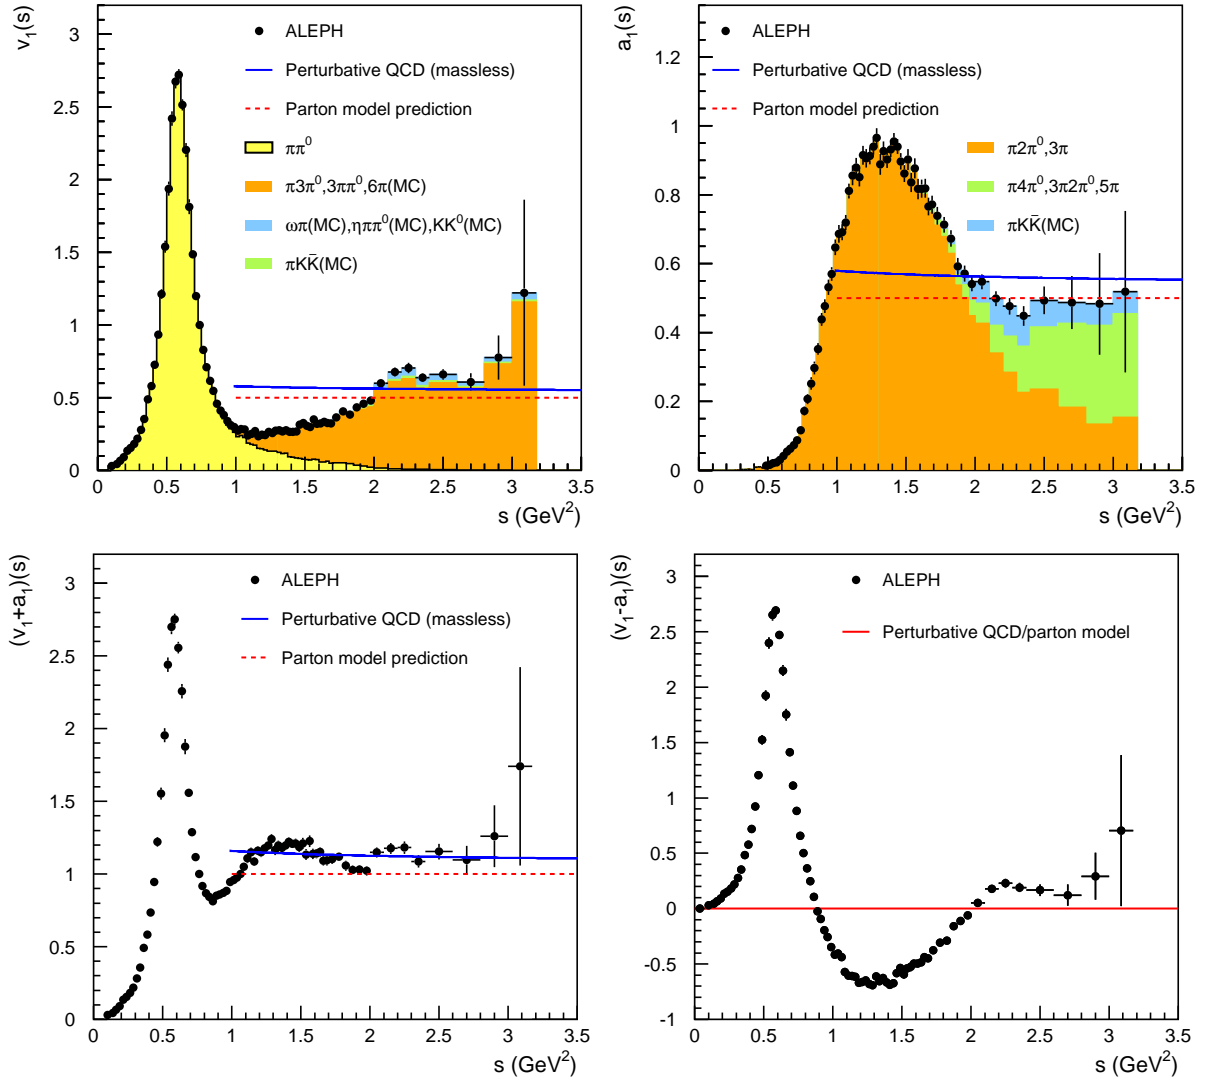 v₁(s)
ALEPH
Perturbative QCD (massless)
Parton model prediction
ππ⁰
π3π⁰,3ππ⁰,6π(MC)
ωπ(MC),ηππ⁰(MC),KK⁰(MC)
πKK̄(MC)
3
2.5
2
1.5
1
0.5
0
0 0.5 1 1.5 2 2.5 3 3.5
s (GeV²)
a₁(s)
ALEPH
Perturbative QCD (massless)
Parton model prediction
π2π⁰,3π
π4π⁰,3π2π⁰,5π
πKK̄(MC)
1.2
1
0.8
0.6
0.4
0.2
0
0 0.5 1 1.5 2 2.5 3 3.5
s (GeV²)
(v₁+a₁)(s)
ALEPH
Perturbative QCD (massless)
Parton model prediction
3
2.5
2
1.5
1
0.5
0
0 0.5 1 1.5 2 2.5 3 3.5
s (GeV²)
(v₁-a₁)(s)
ALEPH
Perturbative QCD/parton model
3
2.5
2
1.5
1
0.5
0
-0.5
-1
0 0.5 1 1.5 2 2.5 3 3.5
s (GeV²)